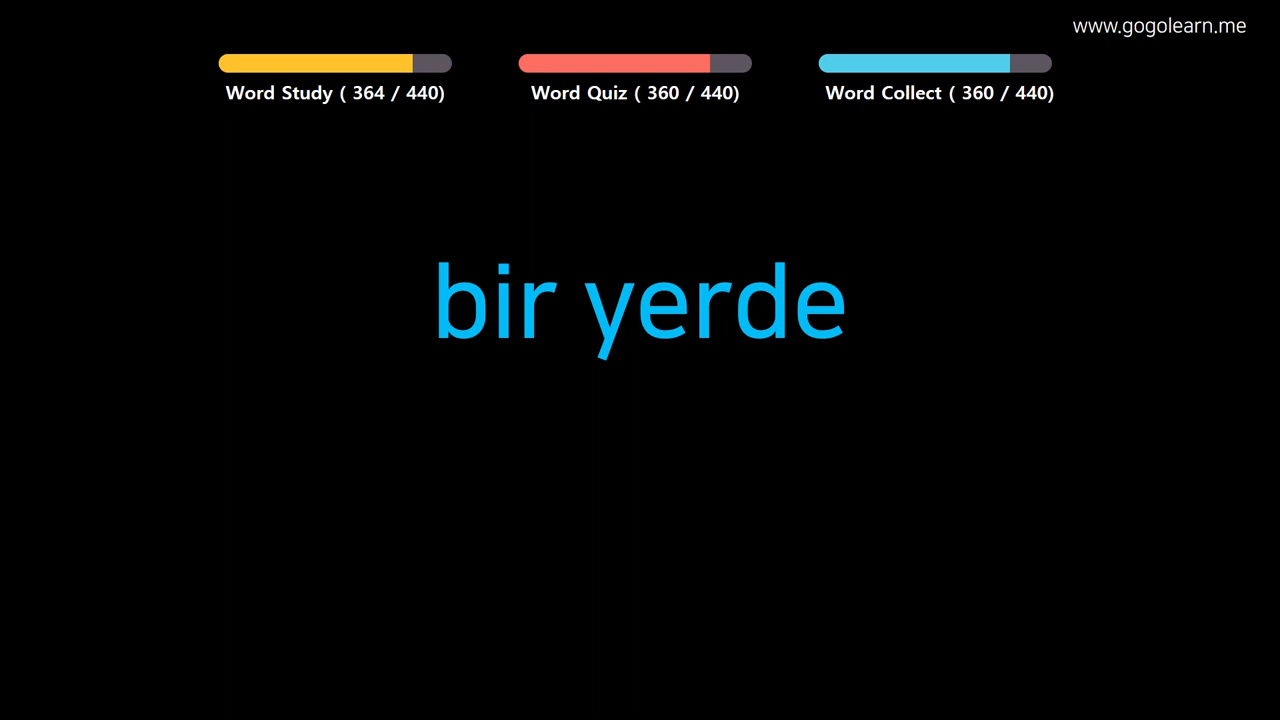 www.gogolearn.me
Word Study ( 364 / 440)
Word Quiz ( 360 / 440)
Word Collect ( 360 / 440)
bir yerde